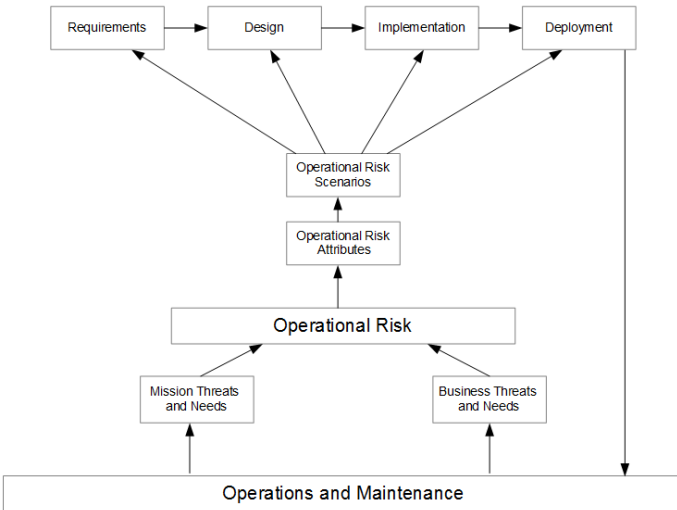 Requirements
Design
Implementation
Deployment
Operational Risk
Scenarios
Operational Risk
Attributes
Operational Risk
Mission Threats
and Needs
Business Threats
and Needs
Operations and Maintenance